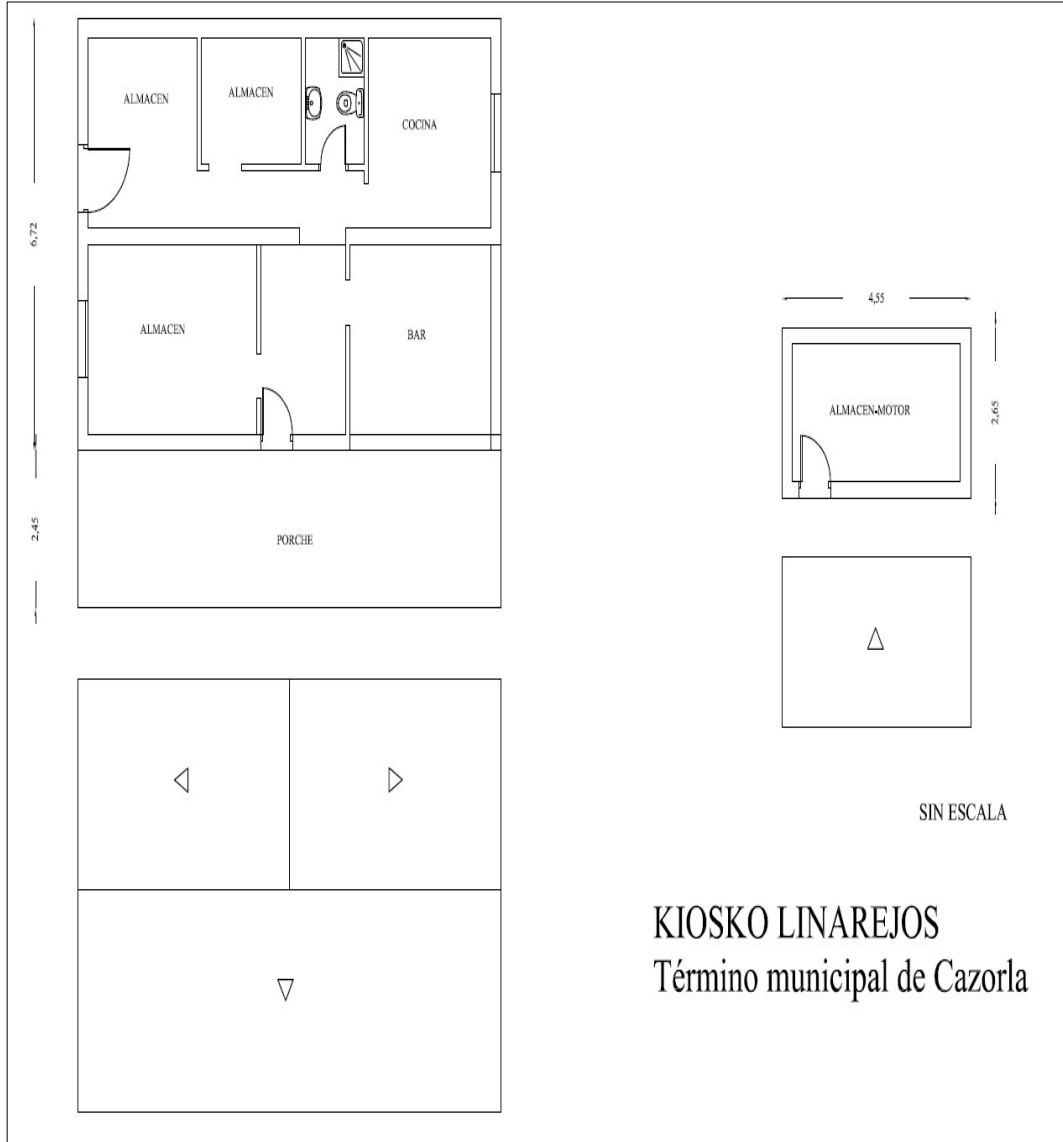 ALMACEN
ALMACEN
COCINA
6,72
ALMACEN
BAR
4,55
ALMACEN-MOTOR
2,65
2,45
PORCHE
SIN ESCALA
KIOSKO LINAREJOS
Término municipal de Cazorla